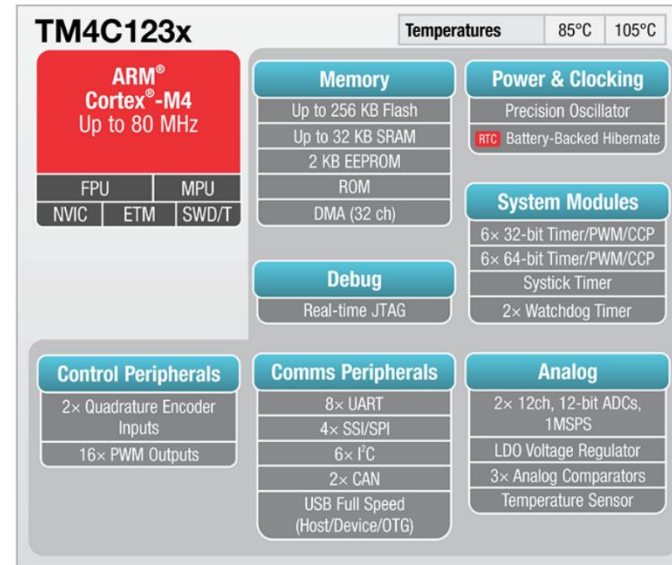 TM4C123x
Temperatures 85°C 105°C
ARM®
Cortex®-M4
Up to 80 MHz
FPU MPU
NVIC ETM SWD/T
Memory
Up to 256 KB Flash
Up to 32 KB SRAM
2 KB EEPROM
ROM
DMA (32 ch)
Debug
Real-time JTAG
Power & Clocking
Precision Oscillator
RTC Battery-Backed Hibernate
System Modules
6× 32-bit Timer/PWM/CCP
6× 64-bit Timer/PWM/CCP
Systick Timer
2× Watchdog Timer
Control Peripherals
2× Quadrature Encoder
Inputs
16× PWM Outputs
Comms Peripherals
8× UART
4× SSI/SPI
6× I²C
2× CAN
USB Full Speed
(Host/Device/OTG)
Analog
2× 12ch, 12-bit ADCs,
1MSPS
LDO Voltage Regulator
3× Analog Comparators
Temperature Sensor